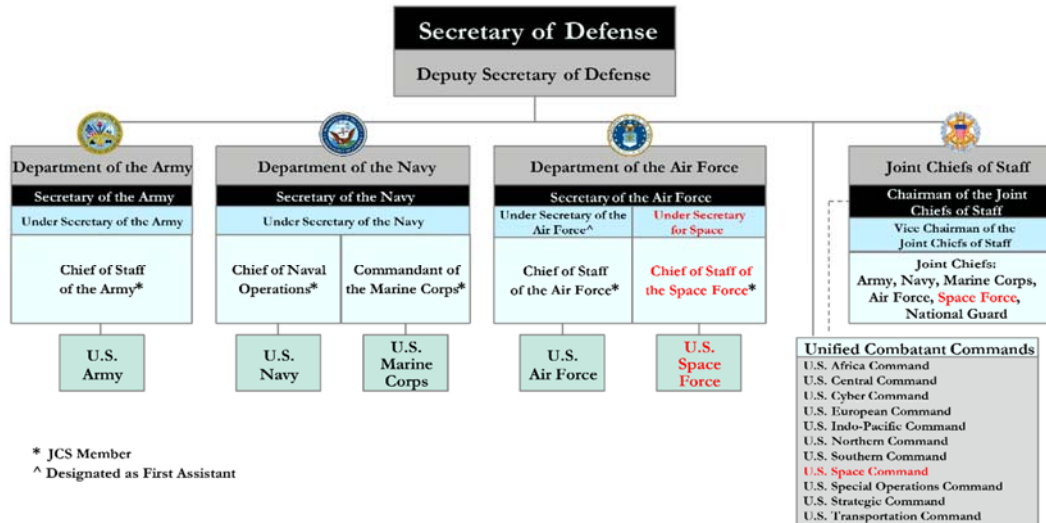 Secretary of Defense
Deputy Secretary of Defense
Department of the Army
Secretary of the Army
Under Secretary of the Army
Chief of Staff
of the Army*
U.S.
Army
Department of the Navy
Secretary of the Navy
Under Secretary of the Navy
Chief of Naval
Operations*
Commandant of
the Marine Corps*
U.S.
Navy
U.S.
Marine
Corps
Department of the Air Force
Secretary of the Air Force
Under Secretary of the
Air Force^
Under Secretary
for Space
Chief of Staff
of the Air Force*
Chief of Staff of
the Space Force*
U.S.
Air Force
U.S.
Space
Force
Joint Chiefs of Staff
Chairman of the Joint
Chiefs of Staff
Vice Chairman of the
Joint Chiefs of Staff
Joint Chiefs:
Army, Navy, Marine Corps,
Air Force, Space Force,
National Guard
Unified Combatant Commands
U.S. Africa Command
U.S. Central Command
U.S. Cyber Command
U.S. European Command
U.S. Indo-Pacific Command
U.S. Northern Command
U.S. Southern Command
U.S. Space Command
U.S. Special Operations Command
U.S. Strategic Command
U.S. Transportation Command
* JCS Member
^ Designated as First Assistant